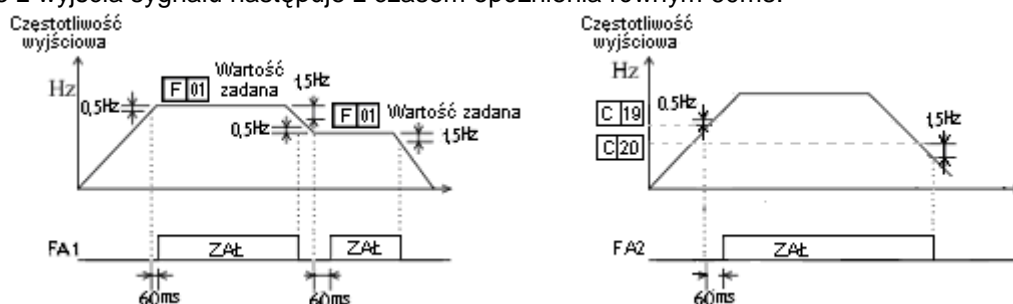 z wyjścia sygnału następuje z czasem opóźnienia równym 60ms.
Częstotliwość
wyjściowa
Hz
0,5Hz
F 01
Wartość
zadana
1,5Hz
0,5Hz
F 01
Wartość zadana
1,5Hz
FA1
ZAŁ
ZAŁ
60ms
60ms
Częstotliwość
wyjściowa
Hz
0.5Hz
C 19
C 20
1,5Hz
FA2
ZAŁ
60ms